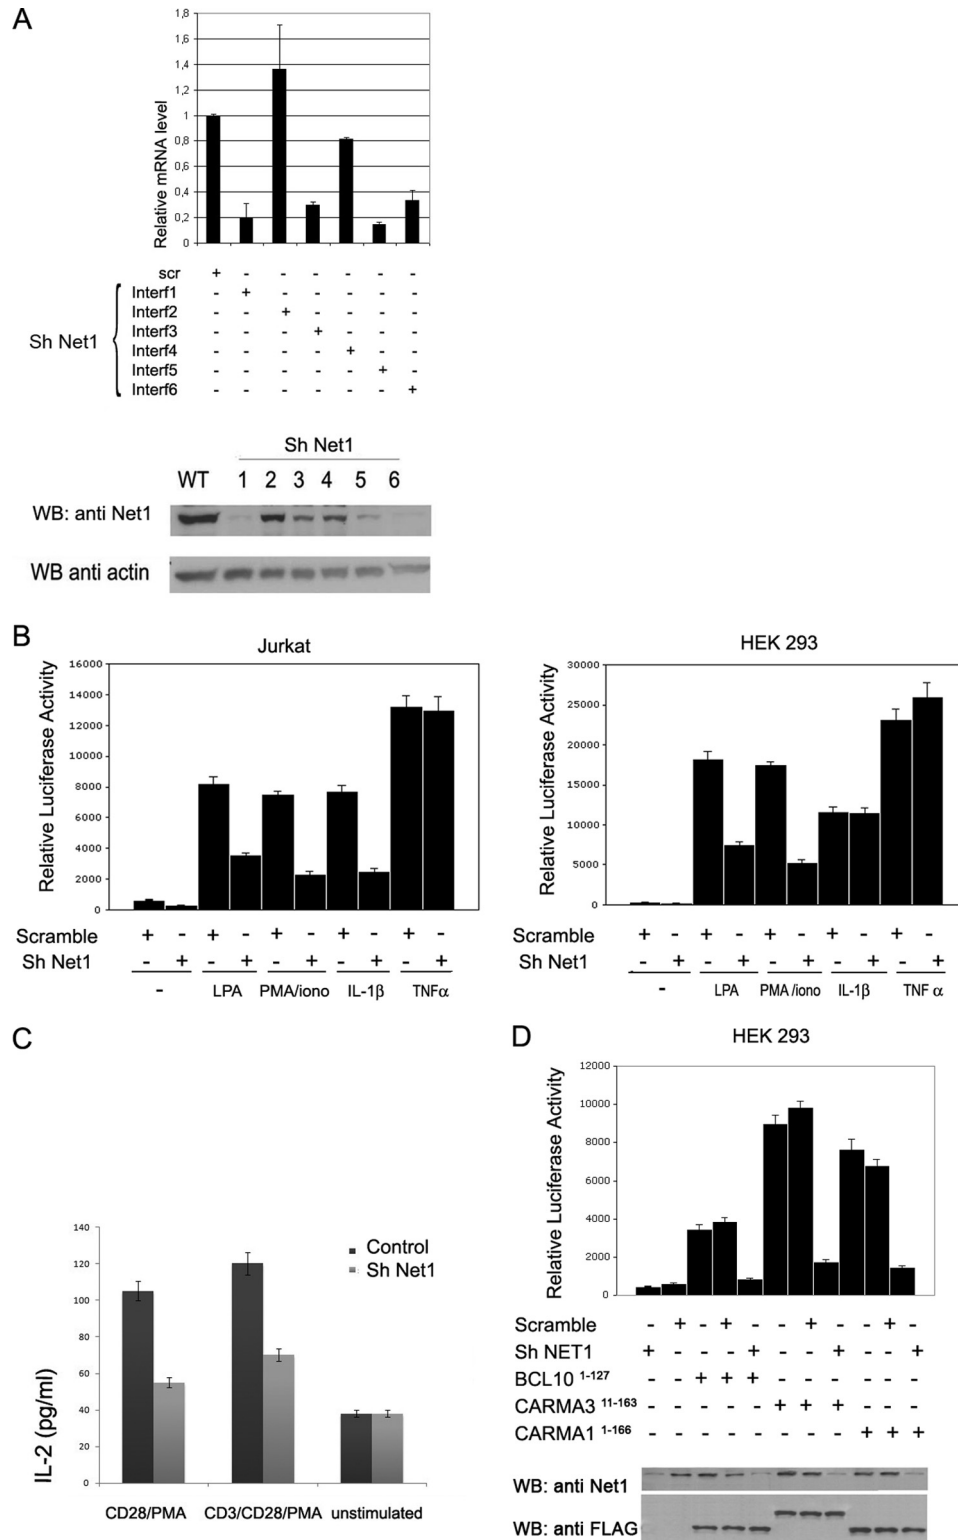 A
Relative mRNA level
1,8
1,6
1,4
1,2
1
0,8
0,6
0,4
0,2
0
scr + - - - - - -
Sh Net1
Interf1 - + - - - - -
Interf2 - - + - - - -
Interf3 - - - + - - -
Interf4 - - - - + - -
Interf5 - - - - - + -
Interf6 - - - - - - +
Sh Net1
WT 1 2 3 4 5 6
WB: anti Net1
WB anti actin
B
Jurkat
Relative Luciferase Activity
16000
14000
12000
10000
8000
6000
4000
2000
0
Scramble + - + - + - + - + -
Sh Net1 - + - + - + - + - +
- LPA PMA/iono IL-1β TNFα
HEK 293
Relative Luciferase Activity
30000
25000
20000
15000
10000
5000
0
Scramble + - + - + - + - + -
Sh Net1 - + - + - + - + - +
- LPA PMA/iono IL-1β TNF α
C
IL-2 (pg/ml)
140
120
100
80
60
40
20
0
Control
Sh Net1
CD28/PMA CD3/CD28/PMA unstimulated
D
HEK 293
Relative Luciferase Activity
12000
10000
8000
6000
4000
2000
0
Scramble - + - + - - + - - + -
Sh NET1 + - - - + - - + - - +
BCL10 1-127 - - + + + - - - - - -
CARMA3 11-163 - - - - - + + + - - -
CARMA1 1-166 - - - - - - - - + + +
WB: anti Net1
WB: anti FLAG